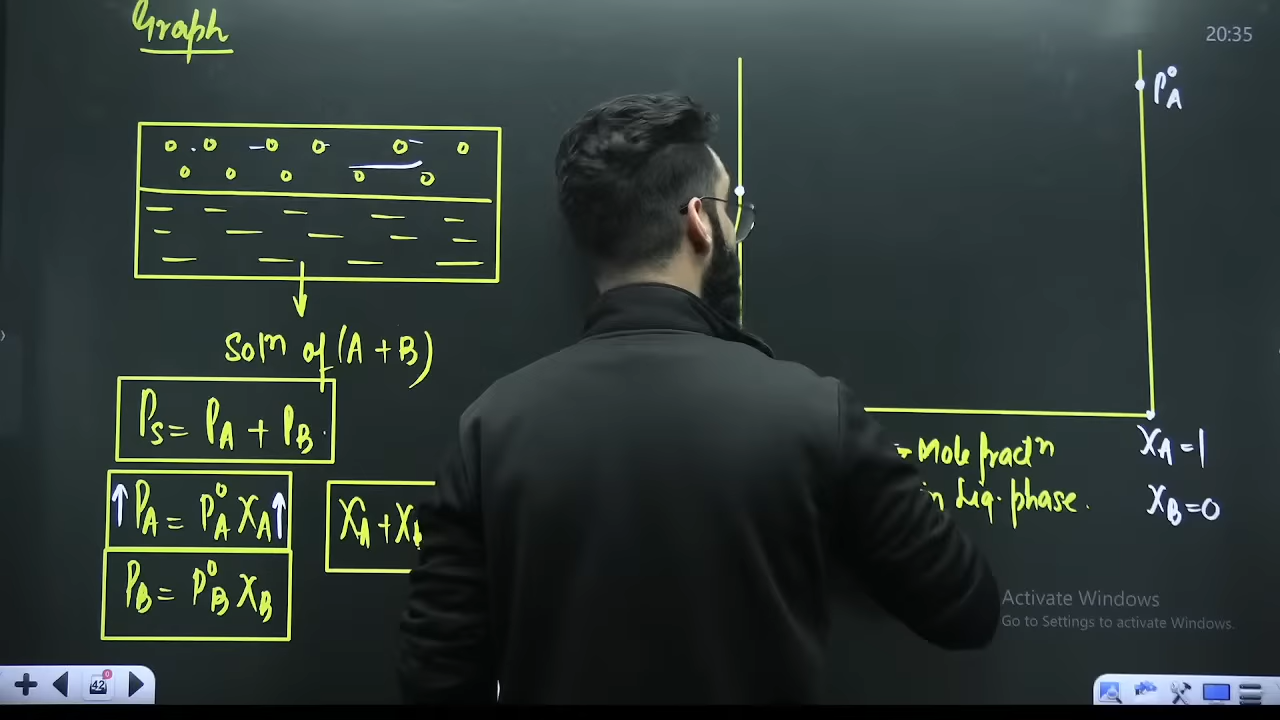 Graph
20:35
P°A
Soln of (A + B)
Ps = PA + PB
↑ PA = P°A XA ↑
XA + X
PB = P°B XB
Mole fractn
in Liq. phase.
XA = 1
XB = 0
Activate Windows
Go to Settings to activate Windows.
42